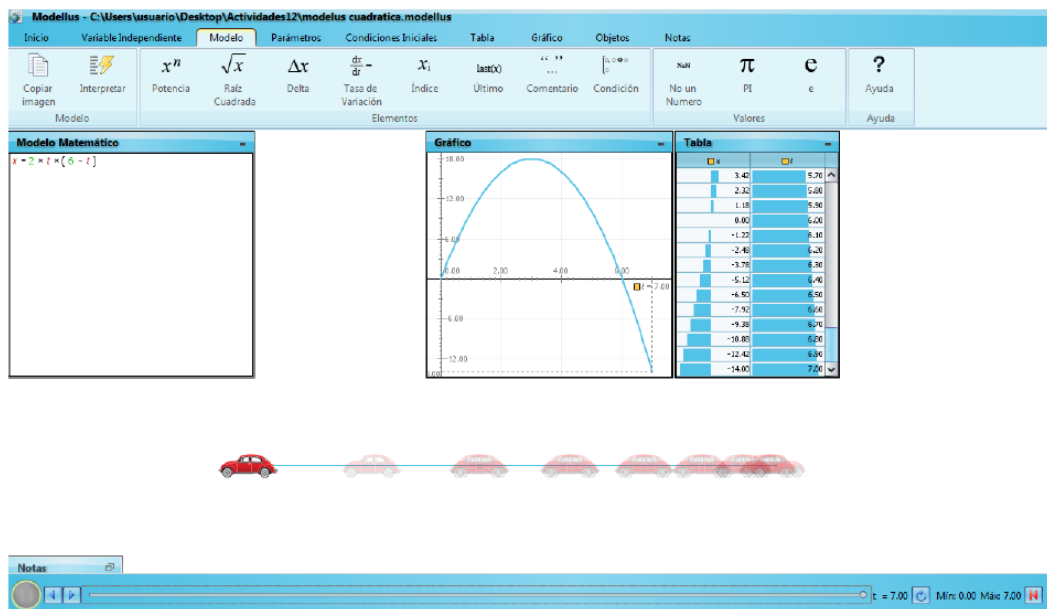 Modellus - C:\Users\usuario\Desktop\Actividades12\modelus cuadratica.modellus
Inicio Variable Independiente Modelo Parámetros Condiciones Iniciales Tabla Gráfico Objetos Notas
xⁿ √x Δx dx/dt = xᵢ last(x) “ ” ... NaN π e ?
Copiar imagen Interpretar Potencia Raíz Cuadrada Delta Tasa de Variación Índice Último Comentario Condición No un Numero PI e Ayuda
Modelo Elementos Valores Ayuda
Modelo Matemático
x = 2 × t × [ 6 - t ]
Gráfico
18.00
12.00
6.00
0.00 2.00 4.00 6.00
t = 7.00
-6.00
-12.00
Tabla
x t
3.42 5.70
2.32 5.80
1.18 5.90
0.00 6.00
-1.22 6.10
-2.48 6.20
-3.78 6.30
-5.12 6.40
-6.50 6.50
-7.92 6.60
-9.38 6.70
-10.88 6.80
-12.42 6.90
-14.00 7.00
Notas
t = 7.00 Mín: 0.00 Máx: 7.00